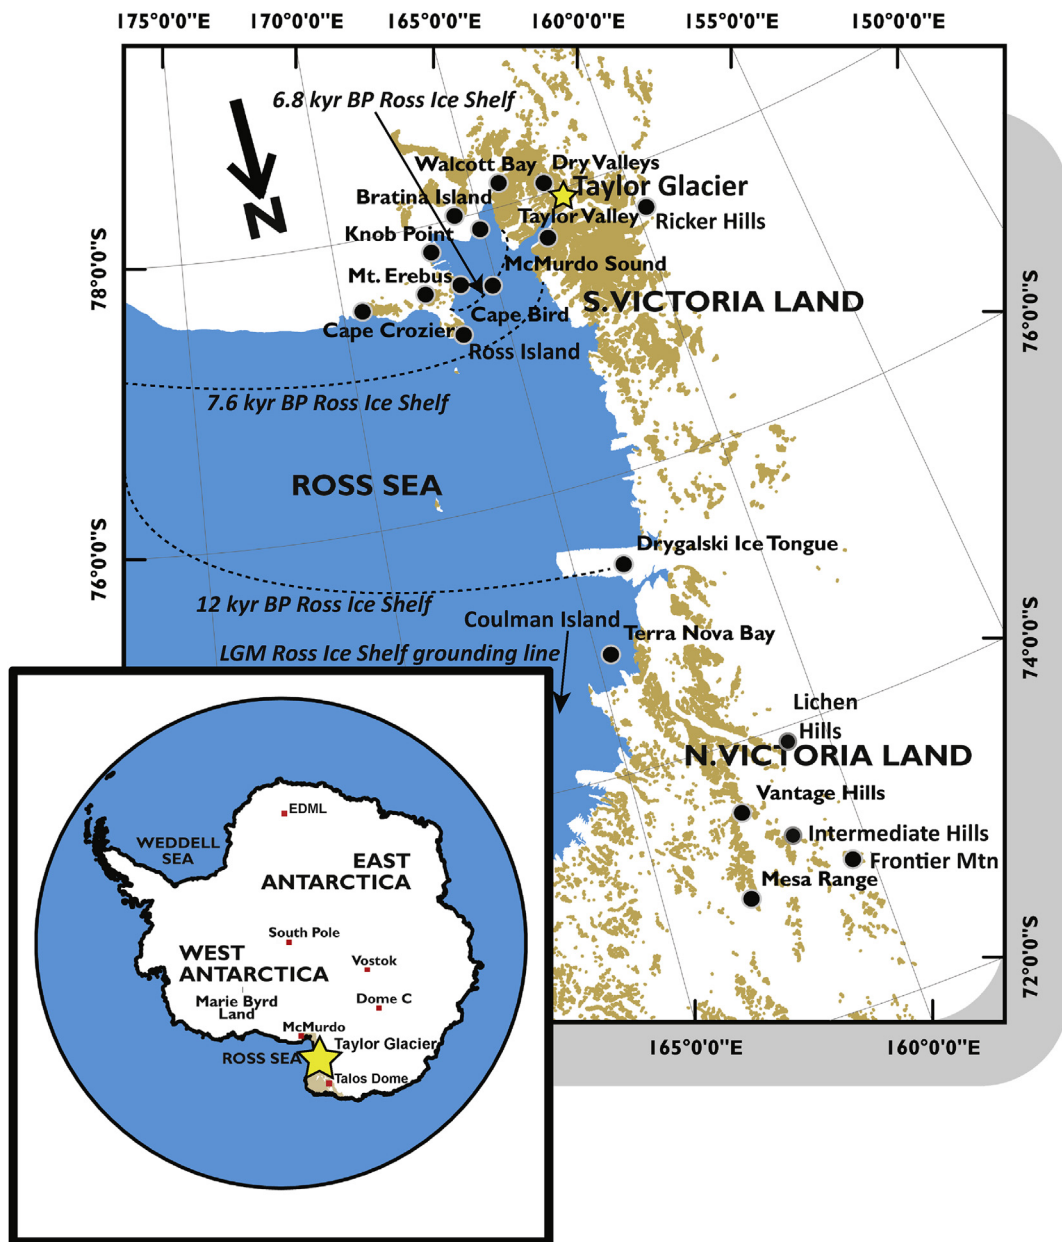 175°0'0"E
170°0'0"E
165°0'0"E
160°0'0"E
155°0'0"E
150°0'0"E
6.8 kyr BP Ross Ice Shelf
N
Walcott Bay
Dry Valleys
Taylor Glacier
Bratina Island
Taylor Valley
Ricker Hills
Knob Point
McMurdo Sound
Mt. Erebus
S.VICTORIA LAND
Cape Bird
Cape Crozier
Ross Island
78°0'0"S
76°0'0"S
7.6 kyr BP Ross Ice Shelf
ROSS SEA
Drygalski Ice Tongue
76°0'0"S
74°0'0"S
12 kyr BP Ross Ice Shelf
Coulman Island
Terra Nova Bay
LGM Ross Ice Shelf grounding line
Lichen
Hills
N.VICTORIA LAND
Vantage Hills
Intermediate Hills
Frontier Mtn
Mesa Range
72°0'0"S
165°0'0"E
160°0'0"E
EDML
WEDDELL
SEA
EAST
ANTARCTICA
South Pole
WEST
ANTARCTICA
Vostok
Marie Byrd
Land
Dome C
McMurdo
Taylor Glacier
ROSS SEA
Talos Dome